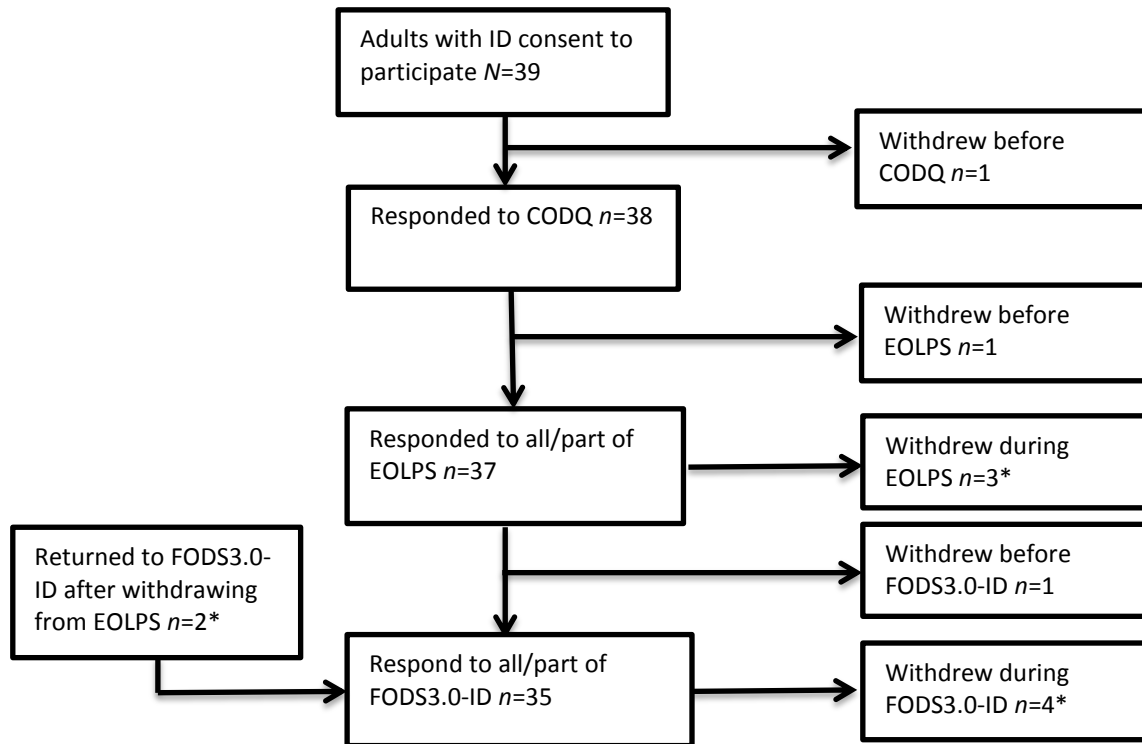 Adults with ID consent to
participate N=39
Withdrew before
CODQ n=1
Responded to CODQ n=38
Withdrew before
EOLPS n=1
Responded to all/part of
EOLPS n=37
Withdrew during
EOLPS n=3*
Withdrew before
FODS3.0-ID n=1
Returned to FODS3.0-
ID after withdrawing
from EOLPS n=2*
Respond to all/part of
FODS3.0-ID n=35
Withdrew during
FODS3.0-ID n=4*